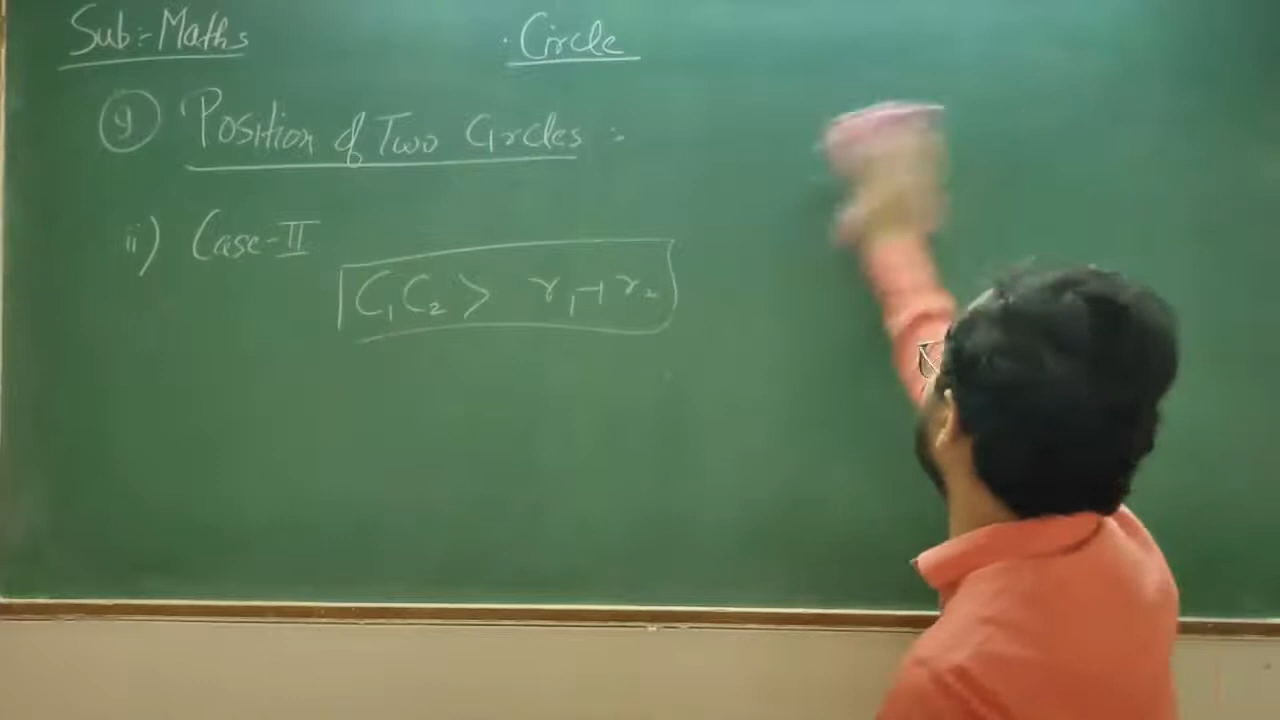 Sub:- Maths
Circle
9 Position of Two Circles :-
ii) Case-II
C₁C₂ > r₁+r₂